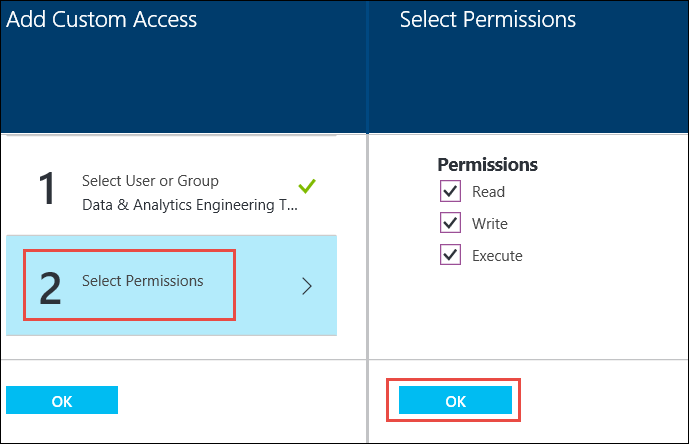 Add Custom Access
1
Select User or Group
Data & Analytics Engineering T...
2
Select Permissions
OK
Select Permissions
Permissions
Read
Write
Execute
OK